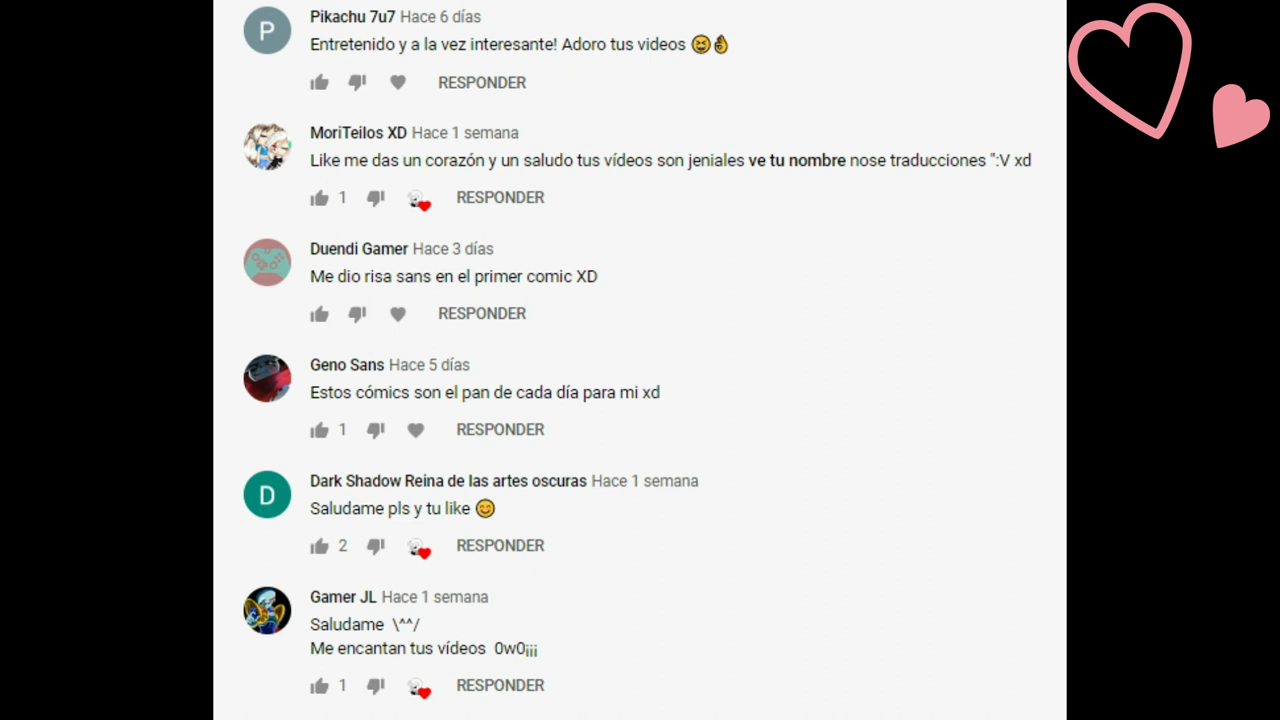 P
Pikachu 7u7 Hace 6 días
Entretenido y a la vez interesante! Adoro tus videos 😆👌
RESPONDER
MoriTeilos XD Hace 1 semana
Like me das un corazón y un saludo tus vídeos son jeniales ve tu nombre nose traducciones ":V xd
1 RESPONDER
Duendi Gamer Hace 3 días
Me dio risa sans en el primer comic XD
RESPONDER
Geno Sans Hace 5 días
Estos cómics son el pan de cada día para mi xd
1 RESPONDER
D
Dark Shadow Reina de las artes oscuras Hace 1 semana
Saludame pls y tu like 😊
2 RESPONDER
Gamer JL Hace 1 semana
Saludame \^^/
Me encantan tus vídeos 0w0¡¡¡
1 RESPONDER